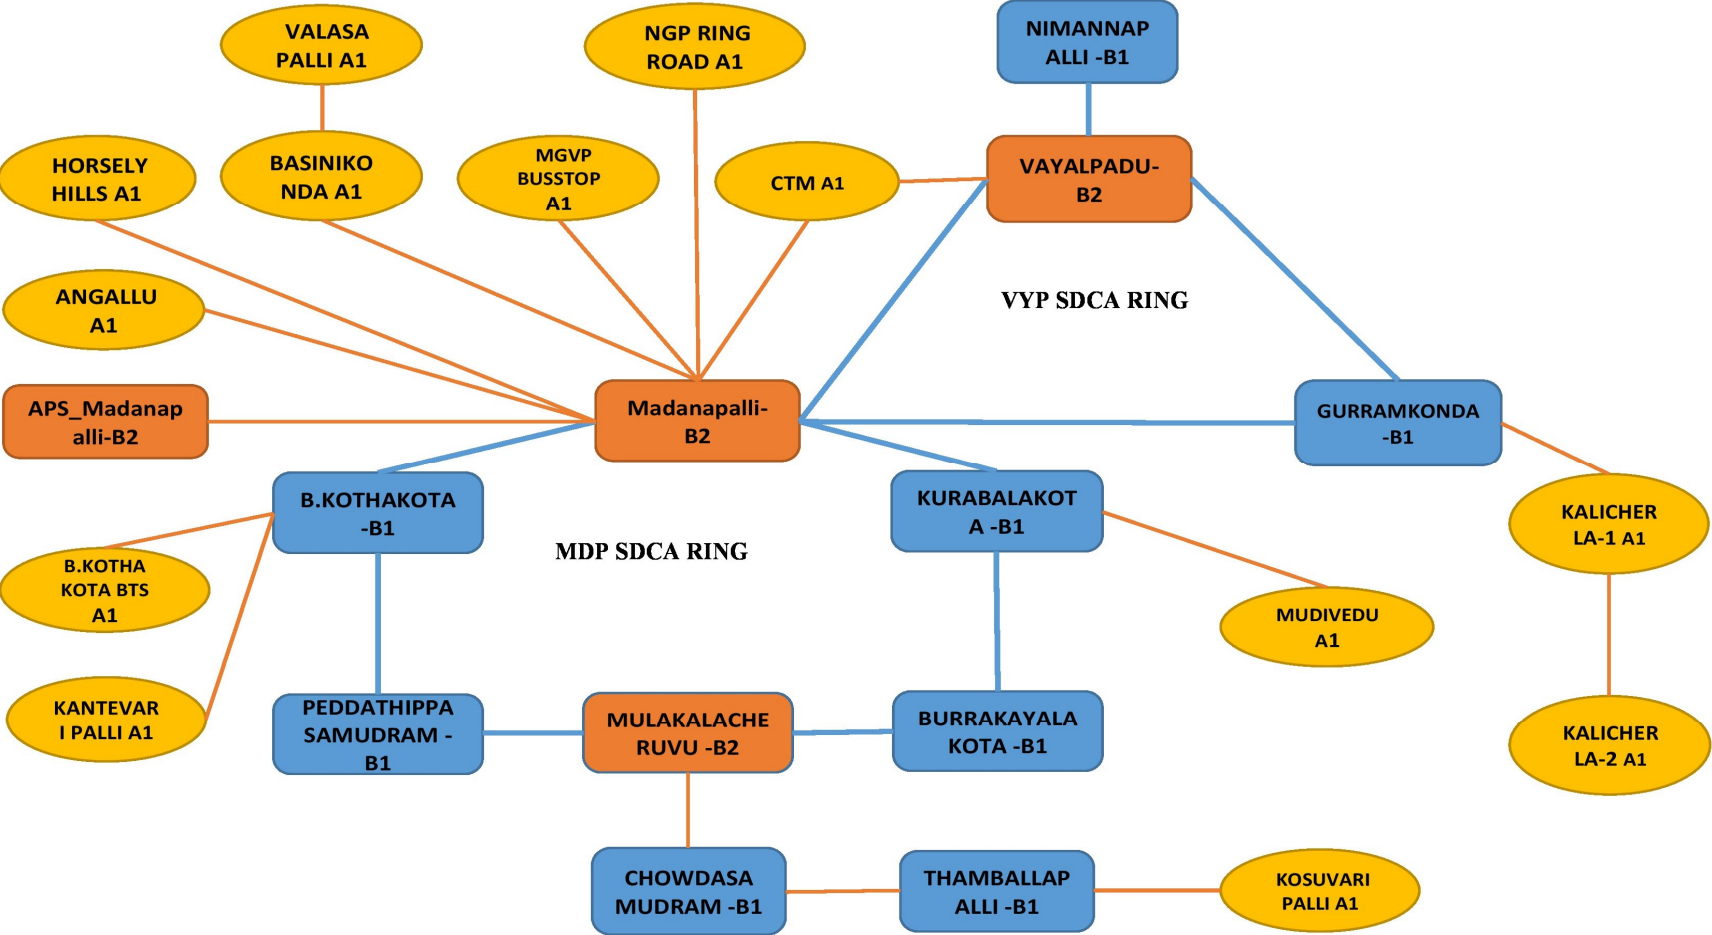 VALASA
PALLI A1
NGP RING
ROAD A1
NIMANNAP
ALLI -B1
HORSELY
HILLS A1
BASINIKO
NDA A1
MGVP
BUSSTOP
A1
CTM A1
VAYALPADU-
B2
ANGALLU
A1
VYP SDCA RING
APS_Madanap
alli-B2
Madanapalli-
B2
GURRAMKONDA
-B1
B.KOTHAKOTA
-B1
KURABALAKOT
A -B1
KALICHER
LA-1 A1
MDP SDCA RING
B.KOTHA
KOTA BTS
A1
MUDIVEDU
A1
KANTEVAR
I PALLI A1
PEDDATHIPPA
SAMUDRAM -
B1
MULAKALACHE
RUVU -B2
BURRAKAYALA
KOTA -B1
KALICHER
LA-2 A1
CHOWDASA
MUDRAM -B1
THAMBALLAP
ALLI -B1
KOSUVARI
PALLI A1